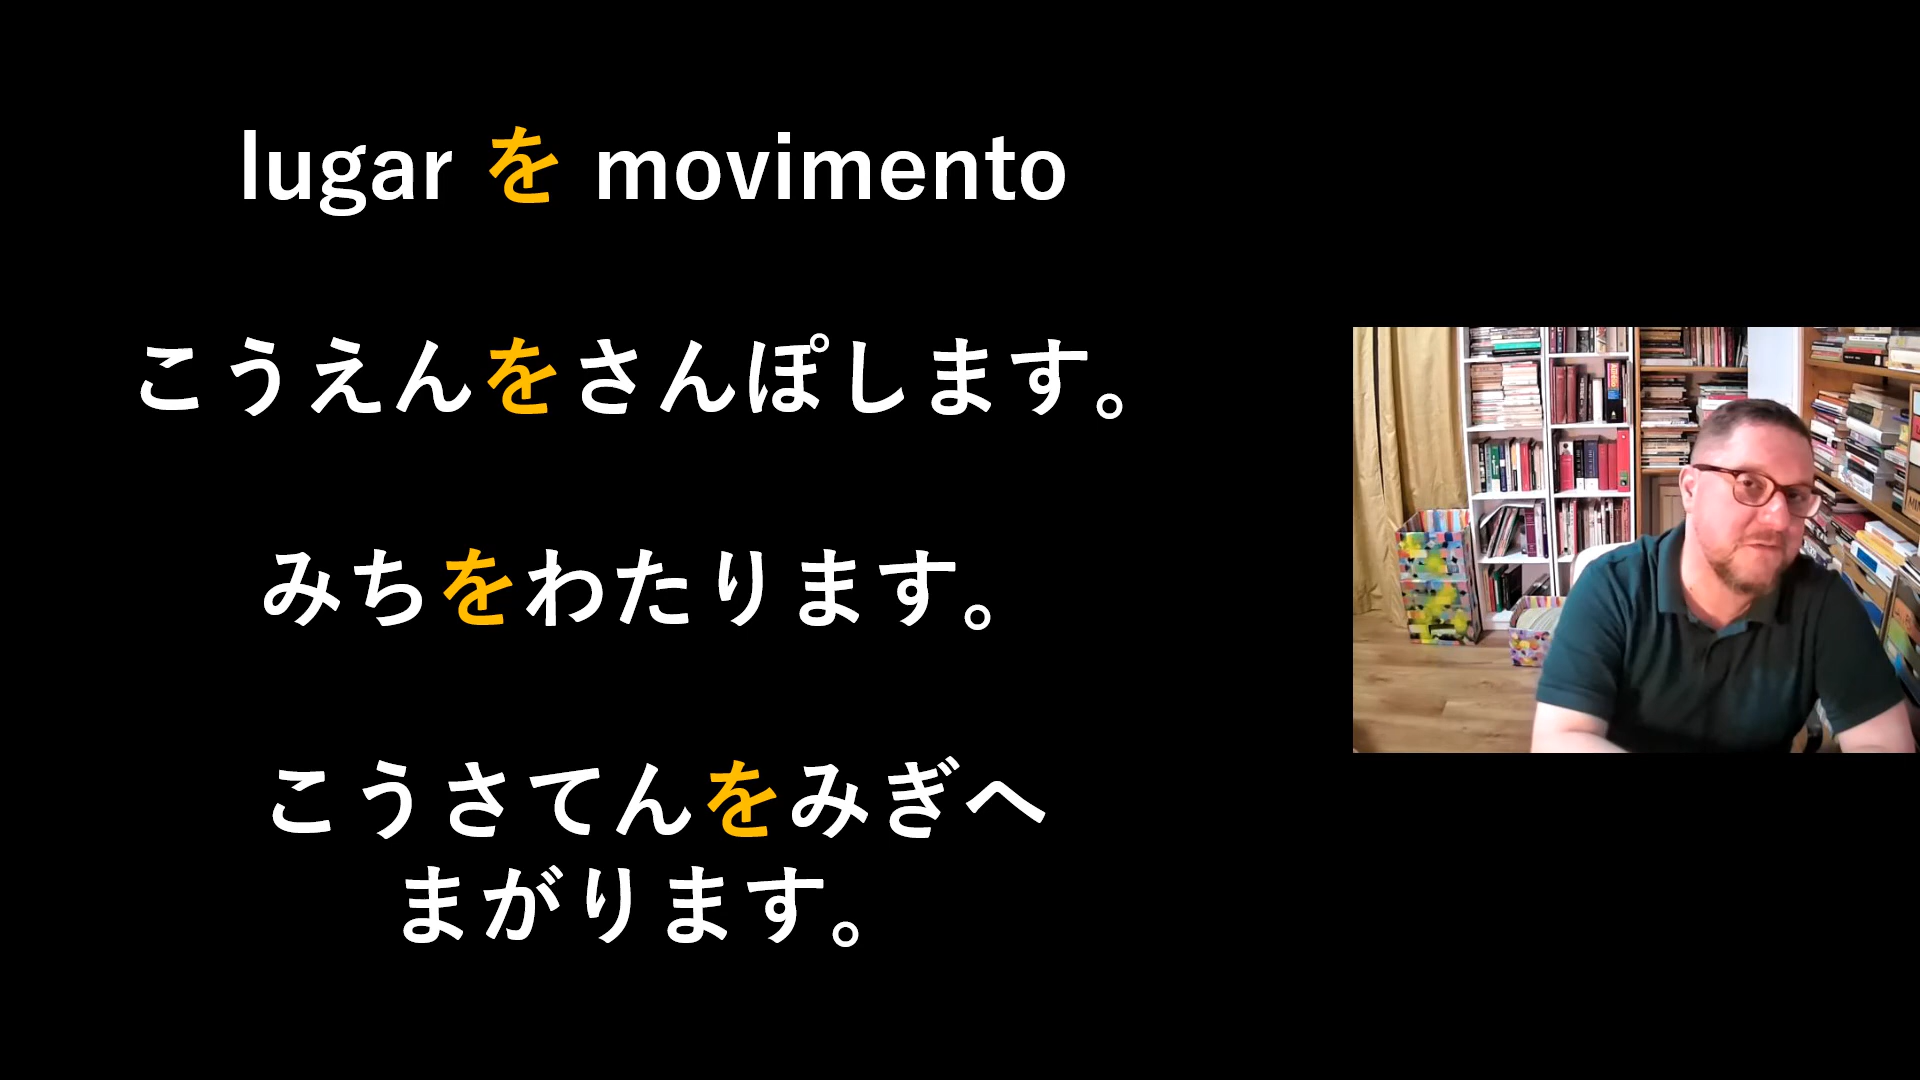 lugar を movimento
こうえんをさんぽします。
みちをわたります。
こうさてんをみぎへ
まがります。